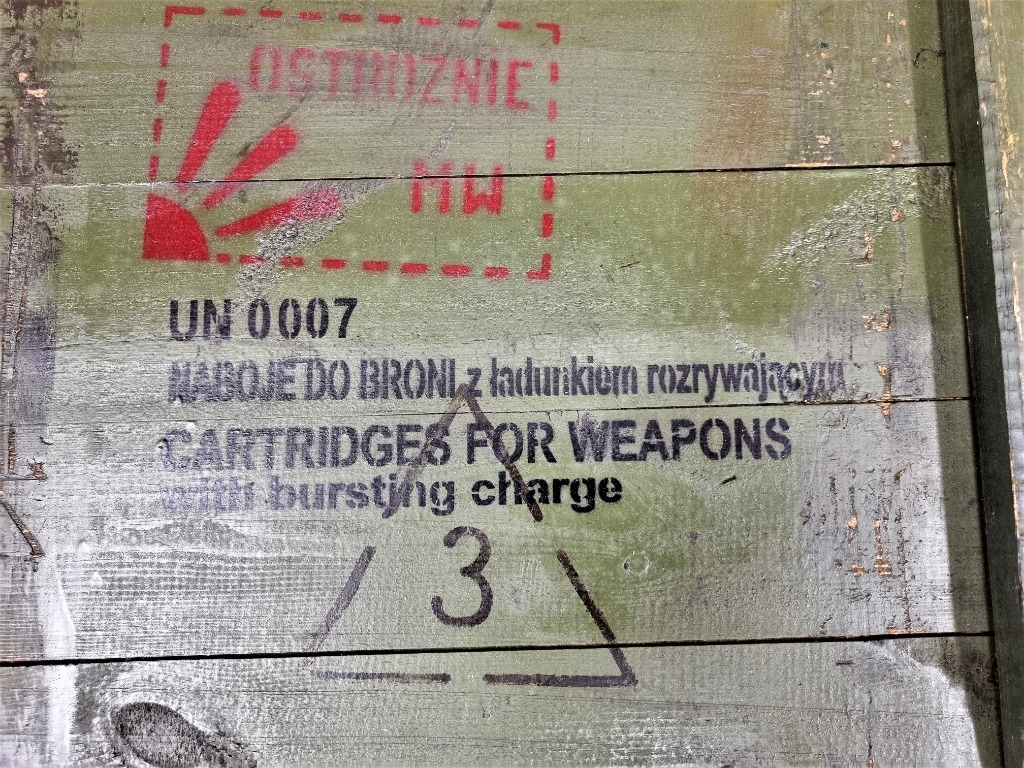 OSTROŻNIE
MW
UN 0007
NABOJE DO BRONI z ładunkiem rozrywającym
CARTRIDGES FOR WEAPONS
with bursting charge
3